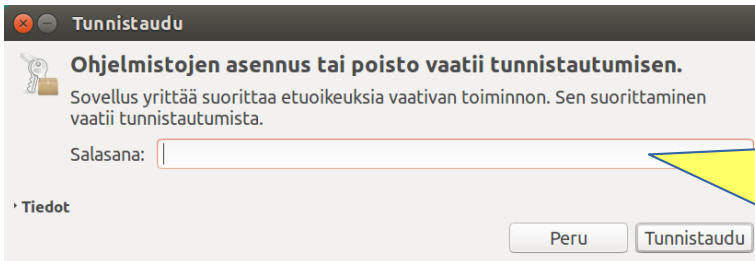 Tunnistaudu
Ohjelmistojen asennus tai poisto vaatii tunnistautumisen.
Sovellus yrittää suorittaa etuoikeuksia vaativan toiminnon. Sen suorittaminen
vaatii tunnistautumista.
Salasana:
Tiedot
Peru
Tunnistaudu